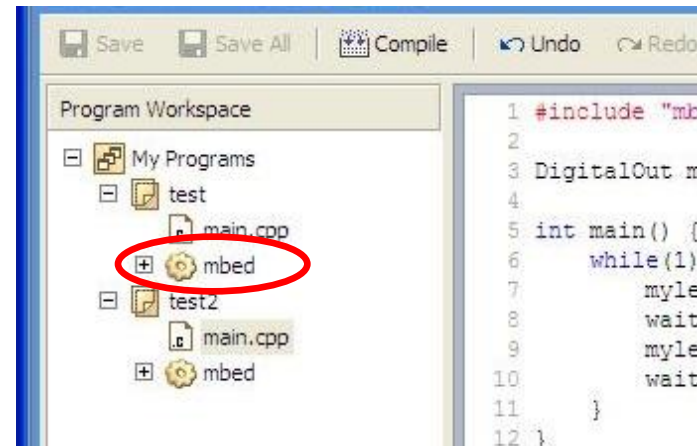 Save Save All Compile Undo Redo
Program Workspace
My Programs
test
main.cpp
mbed
test2
main.cpp
mbed
1 #include "mb
2
3 DigitalOut m
4
5 int main() {
6 while(1)
7 myle
8 wait
9 myle
10 wait
11 }
12 }